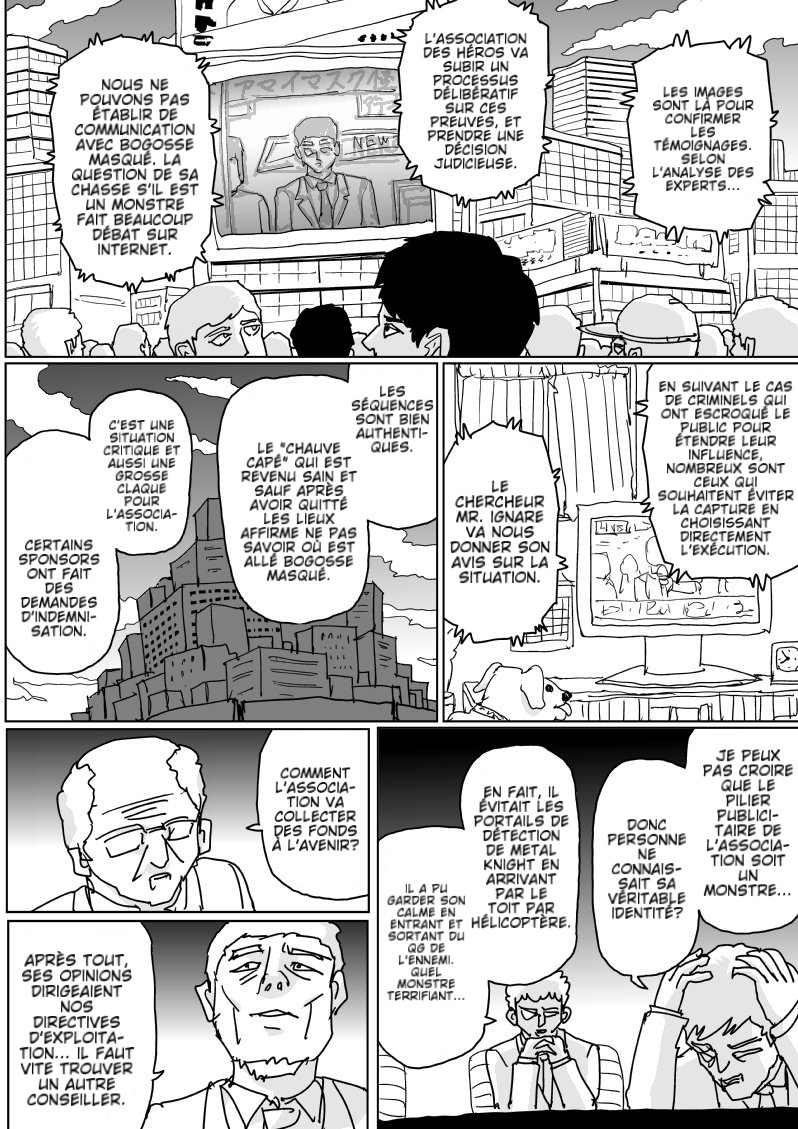 LES IMAGES
SONT LÀ POUR
CONFIRMER
LES
TÉMOIGNAGES.
SELON
L'ANALYSE DES
EXPERTS...
L'ASSOCIATION
DES HÉROS VA
SUBIR UN
PROCESSUS
DÉLIBÉRATIF
SUR CES
PREUVES, ET
PRENDRE UNE
DÉCISION
JUDICIEUSE.
アマイマスク
NEW
NOUS NE
POUVONS PAS
ÉTABLIR DE
COMMUNICATION
AVEC BOGOSSE
MASQUÉ. LA
QUESTION DE SA
CHASSE S'IL EST
UN MONSTRE
FAIT BEAUCOUP
DÉBAT SUR
INTERNET.
EN SUIVANT LE CAS
DE CRIMINELS QUI
ONT ESCROQUÉ LE
PUBLIC POUR
ÉTENDRE LEUR
INFLUENCE,
NOMBREUX SONT
CEUX QUI
SOUHAITENT ÉVITER
LA CAPTURE EN
CHOISISSANT
DIRECTEMENT
L'EXÉCUTION.
LE
CHERCHEUR
MR. IGNARE
VA NOUS
DONNER SON
AVIS SUR LA
SITUATION.
LES
SÉQUENCES
SONT BIEN
AUTHENTI-
QUES.
LE "CHAUVE
CAPÉ" QUI EST
REVENU SAIN ET
SAUF APRÈS
AVOIR QUITTÉ
LES LIEUX
AFFIRME NE PAS
SAVOIR OÙ EST
ALLÉ BOGOSSE
MASQUÉ.
C'EST UNE
SITUATION
CRITIQUE ET
AUSSI UNE
GROSSE
CLAQUE
POUR
L'ASSOCIA-
TION.
CERTAINS
SPONSORS
ONT FAIT
DES
DEMANDES
D'INDEMNI-
SATION.
JE PEUX
PAS CROIRE
QUE LE
PILIER
PUBLICI-
TAIRE DE
L'ASSOCIA-
TION SOIT
UN
MONSTRE...
DONC
PERSONNE
NE
CONNAIS-
SAIT SA
VÉRITABLE
IDENTITÉ?
EN FAIT, IL
ÉVITAIT LES
PORTAILS DE
DÉTECTION
DE METAL
KNIGHT EN
ARRIVANT
PAR LE
TOIT PAR
HÉLICOPTÈRE.
IL A PU
GARDER SON
CALME EN
ENTRANT ET
SORTANT DU
QG DE
L'ENNEMI.
QUEL
MONSTRE
TERRIFIANT...
COMMENT
L'ASSOCIA-
TION VA
COLLECTER
DES FONDS
À L'AVENIR?
APRÈS TOUT,
SES OPINIONS
DIRIGEAIENT
NOS
DIRECTIVES
D'EXPLOITA-
TION... IL FAUT
VITE TROUVER
UN AUTRE
CONSEILLER.